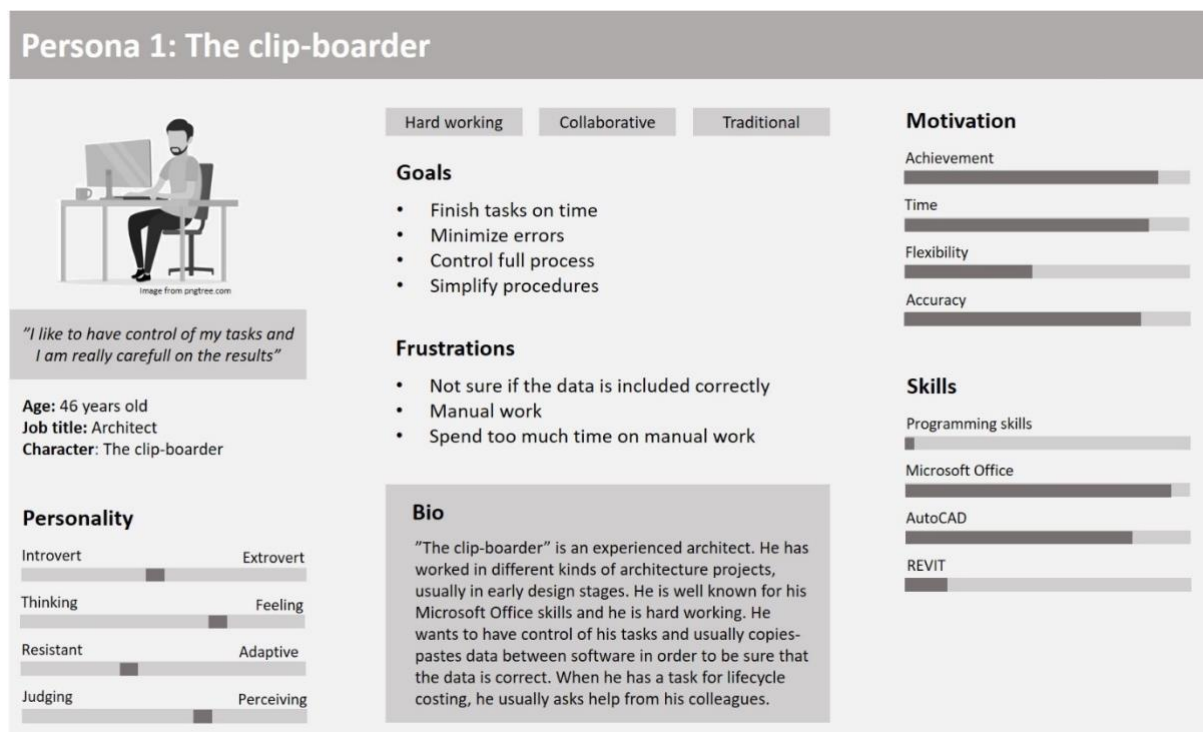 Persona 1: The clip-boarder
Image from pngtree.com
”I like to have control of my tasks and
I am really carefull on the results”
Age: 46 years old
Job title: Architect
Character: The clip-boarder
Personality
Introvert Extrovert
Thinking Feeling
Resistant Adaptive
Judging Perceiving
Hard working Collaborative Traditional
Goals
• Finish tasks on time
• Minimize errors
• Control full process
• Simplify procedures
Frustrations
• Not sure if the data is included correctly
• Manual work
• Spend too much time on manual work
Bio
”The clip-boarder” is an experienced architect. He has
worked in different kinds of architecture projects,
usually in early design stages. He is well known for his
Microsoft Office skills and he is hard working. He
wants to have control of his tasks and usually copies-
pastes data between software in order to be sure that
the data is correct. When he has a task for lifecycle
costing, he usually asks help from his colleagues.
Motivation
Achievement
Time
Flexibility
Accuracy
Skills
Programming skills
Microsoft Office
AutoCAD
REVIT